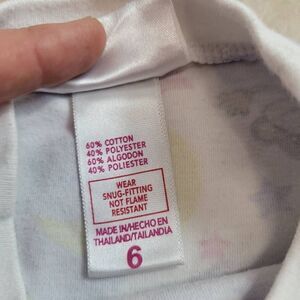 60% COTTON
40% POLYESTER
60% ALGODON
40% POLIESTER
WEAR
SNUG-FITTING
NOT FLAME
RESISTANT
MADE IN/HECHO EN
THAILAND/TAILANDIA
6